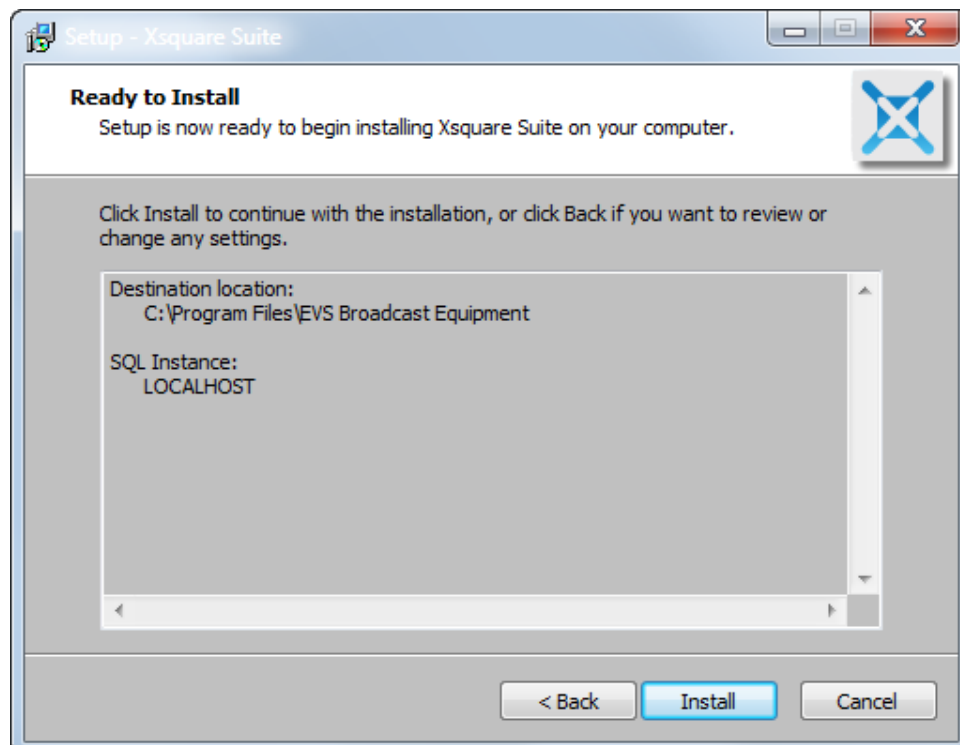 Setup - Xsquare Suite
Ready to Install
Setup is now ready to begin installing Xsquare Suite on your computer.
Click Install to continue with the installation, or click Back if you want to review or
change any settings.
Destination location:
C:\Program Files\EVS Broadcast Equipment
SQL Instance:
LOCALHOST
< Back Install Cancel